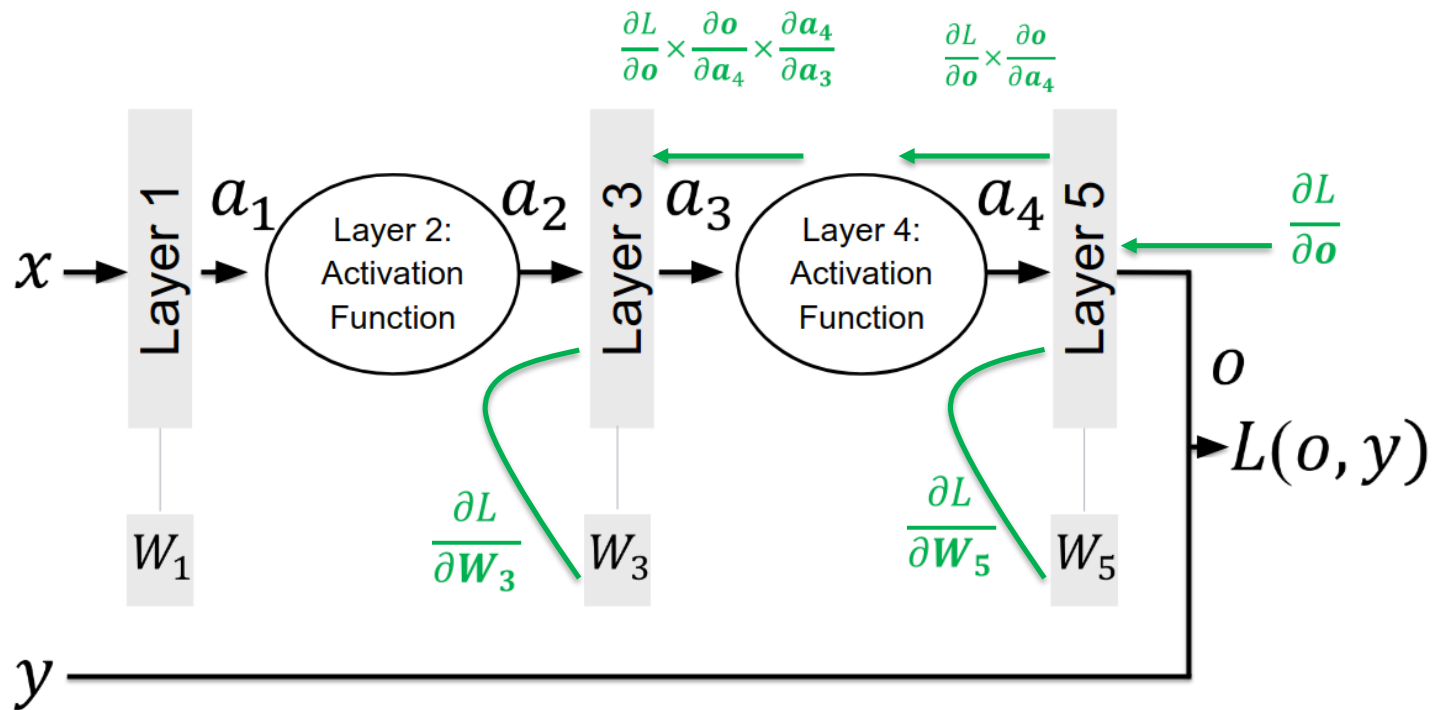 ∂L/∂o × ∂o/∂a₄ × ∂a₄/∂a₃
∂L/∂o × ∂o/∂a₄
x
Layer 1
a₁
Layer 2:
Activation
Function
a₂
Layer 3
a₃
Layer 4:
Activation
Function
a₄
Layer 5
∂L/∂o
o
L(o, y)
W₁
∂L/∂W₃
W₃
∂L/∂W₅
W₅
y